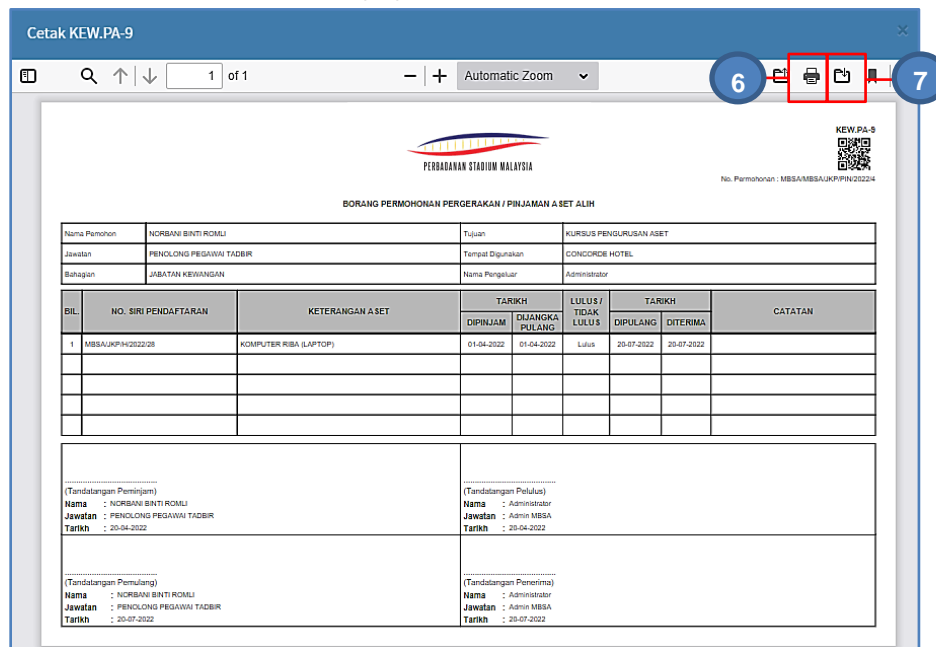 Cetak KEW.PA-9
×
1 of 1
Automatic Zoom
6
7
KEW.PA-9
PERBADANAN STADIUM MALAYSIA
No. Permohonan : MBSA/MBSA/JKP/PIN/2022/4
BORANG PERMOHONAN PERGERAKAN / PINJAMAN ASET ALIH
Nama Pemohon NORBANI BINTI ROMLI Tujuan KURSUS PENGURUSAN ASET
Jawatan PENOLONG PEGAWAI TADBIR Tempat Digunakan CONCORDE HOTEL
Bahagian JABATAN KEWANGAN Nama Pengeluar Administrator
BIL. NO. SIRI PENDAFTARAN KETERANGAN ASET TARIKH LULUS / TIDAK LULUS TARIKH CATATAN
DIPINJAM DIJANGKA PULANG DIPULANG DITERIMA
1 MBSA/JKP/H/2022/28 KOMPUTER RIBA (LAPTOP) 01-04-2022 01-04-2022 Lulus 20-07-2022 20-07-2022
(Tandatangan Peminjam)
Nama : NORBANI BINTI ROMLI
Jawatan : PENOLONG PEGAWAI TADBIR
Tarikh : 20-04-2022
(Tandatangan Pelulus)
Nama : Administrator
Jawatan : Admin MBSA
Tarikh : 20-04-2022
(Tandatangan Pemulang)
Nama : NORBANI BINTI ROMLI
Jawatan : PENOLONG PEGAWAI TADBIR
Tarikh : 20-07-2022
(Tandatangan Penerima)
Nama : Administrator
Jawatan : Admin MBSA
Tarikh : 20-07-2022